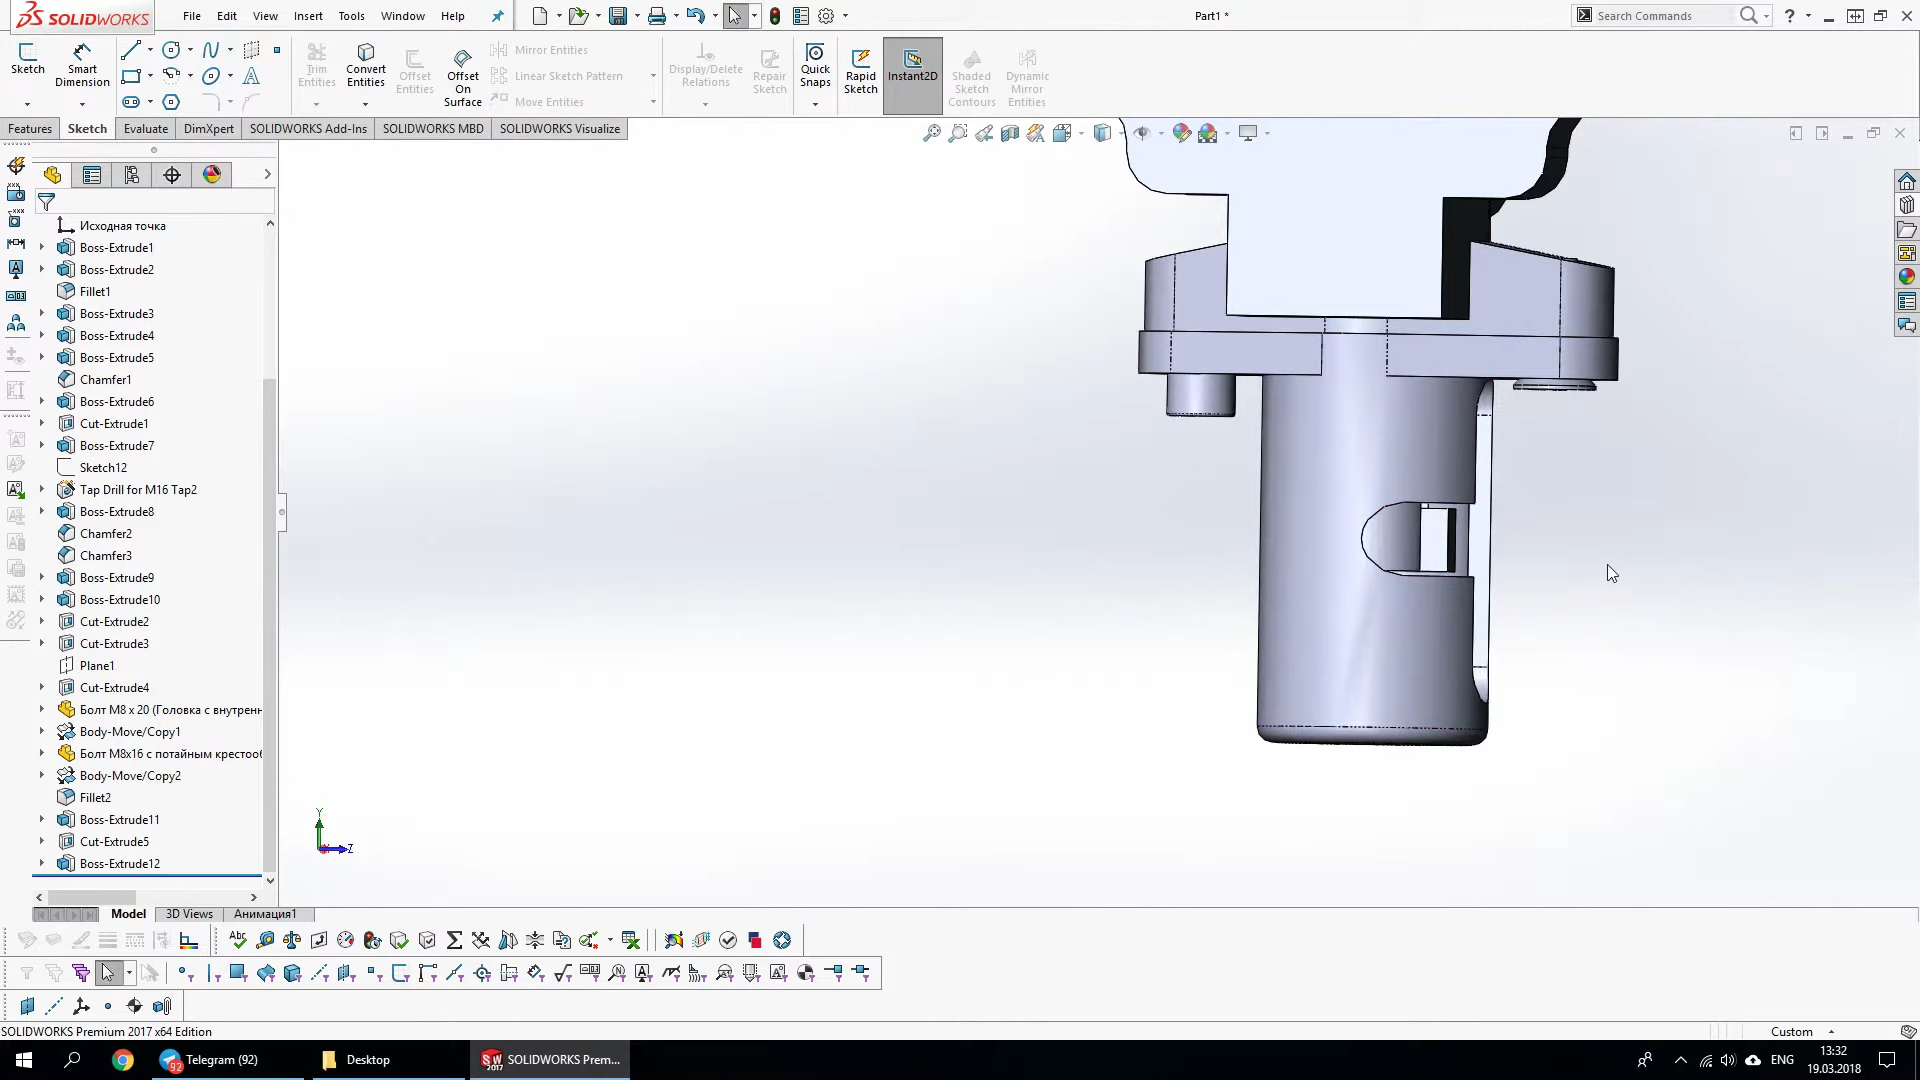 SOLIDWORKS
File Edit View Insert Tools Window Help
Part1 *
Search Commands
Sketch
Smart Dimension
Trim Entities
Convert Entities
Offset Entities
Offset On Surface
Mirror Entities
Linear Sketch Pattern
Move Entities
Display/Delete Relations
Repair Sketch
Quick Snaps
Rapid Sketch
Instant2D
Shaded Sketch Contours
Dynamic Mirror Entities
Features Sketch Evaluate DimXpert SOLIDWORKS Add-Ins SOLIDWORKS MBD SOLIDWORKS Visualize
Исходная точка
Boss-Extrude1
Boss-Extrude2
Fillet1
Boss-Extrude3
Boss-Extrude4
Boss-Extrude5
Chamfer1
Boss-Extrude6
Cut-Extrude1
Boss-Extrude7
Sketch12
Tap Drill for M16 Tap2
Boss-Extrude8
Chamfer2
Chamfer3
Boss-Extrude9
Boss-Extrude10
Cut-Extrude2
Cut-Extrude3
Plane1
Cut-Extrude4
Болт M8 x 20 (Головка с внутренн
Body-Move/Copy1
Болт M8x16 с потайным крестооб
Body-Move/Copy2
Fillet2
Boss-Extrude11
Cut-Extrude5
Boss-Extrude12
Y
Z
Model 3D Views Анимация1
SOLIDWORKS Premium 2017 x64 Edition
Custom
Telegram (92)
92
Desktop
SW 2017
SOLIDWORKS Prem...
ENG
13:32
19.03.2018